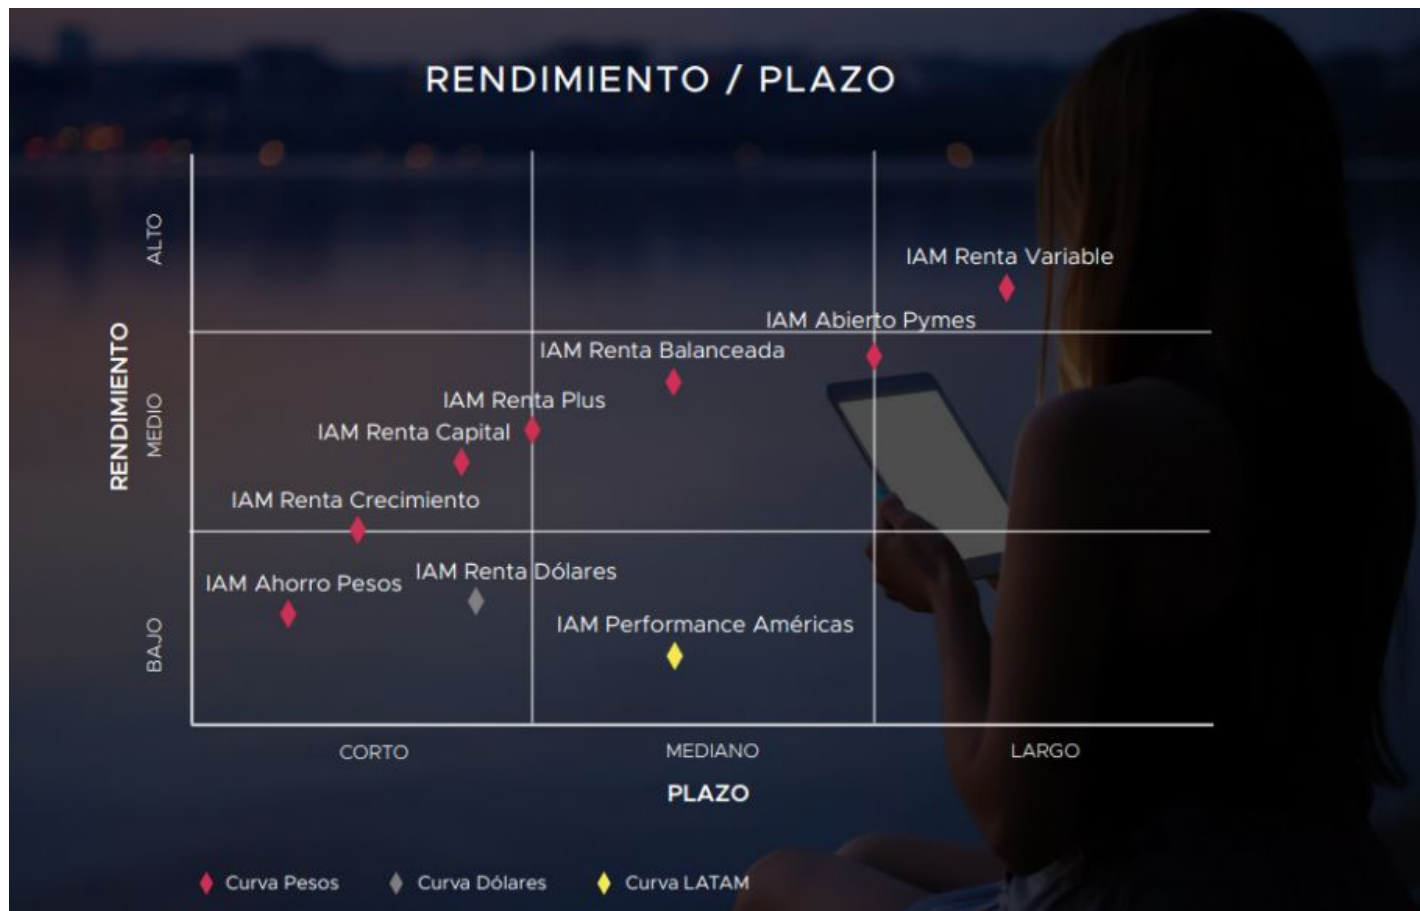 RENDIMIENTO / PLAZO
ALTO
IAM Renta Variable
IAM Abierto Pymes
IAM Renta Balanceada
RENDIMIENTO
MEDIO
IAM Renta Plus
IAM Renta Capital
IAM Renta Crecimiento
IAM Renta Dólares
IAM Ahorro Pesos
IAM Performance Américas
BAJO
CORTO
MEDIANO
LARGO
PLAZO
Curva Pesos
Curva Dólares
Curva LATAM